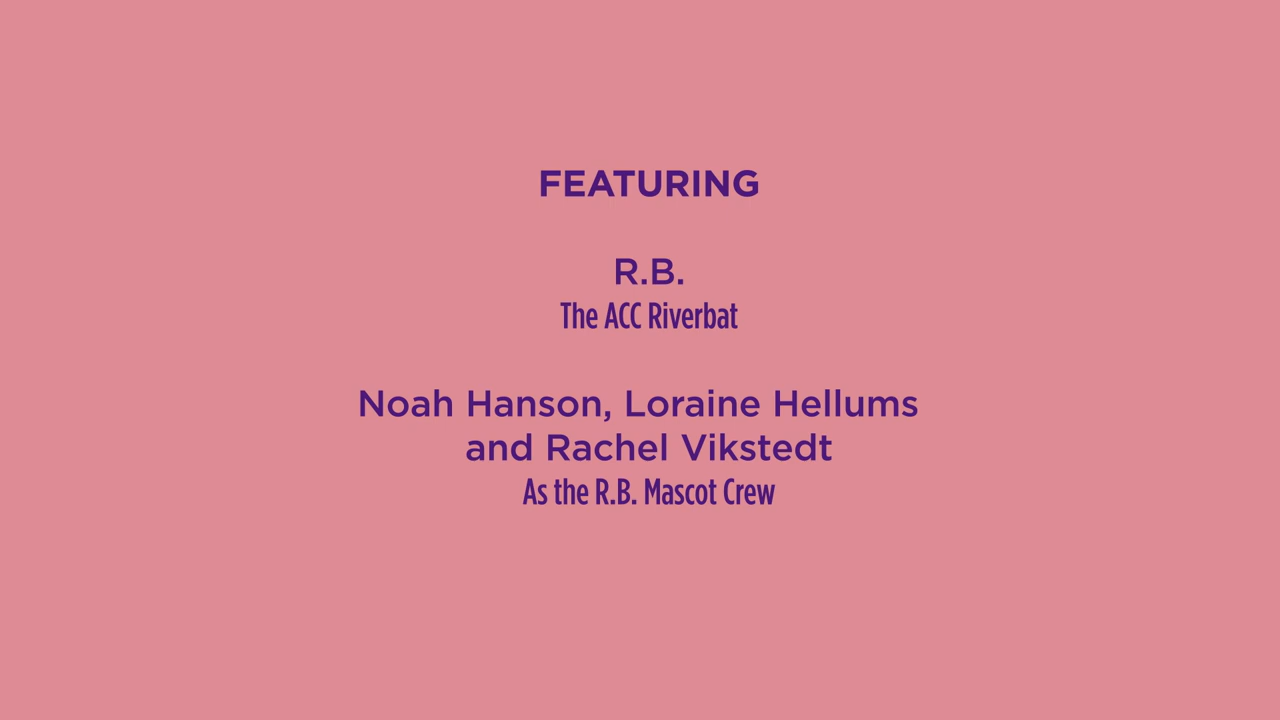 FEATURING
R.B.
The ACC Riverbat
Noah Hanson, Loraine Hellums
and Rachel Vikstedt
As the R.B. Mascot Crew